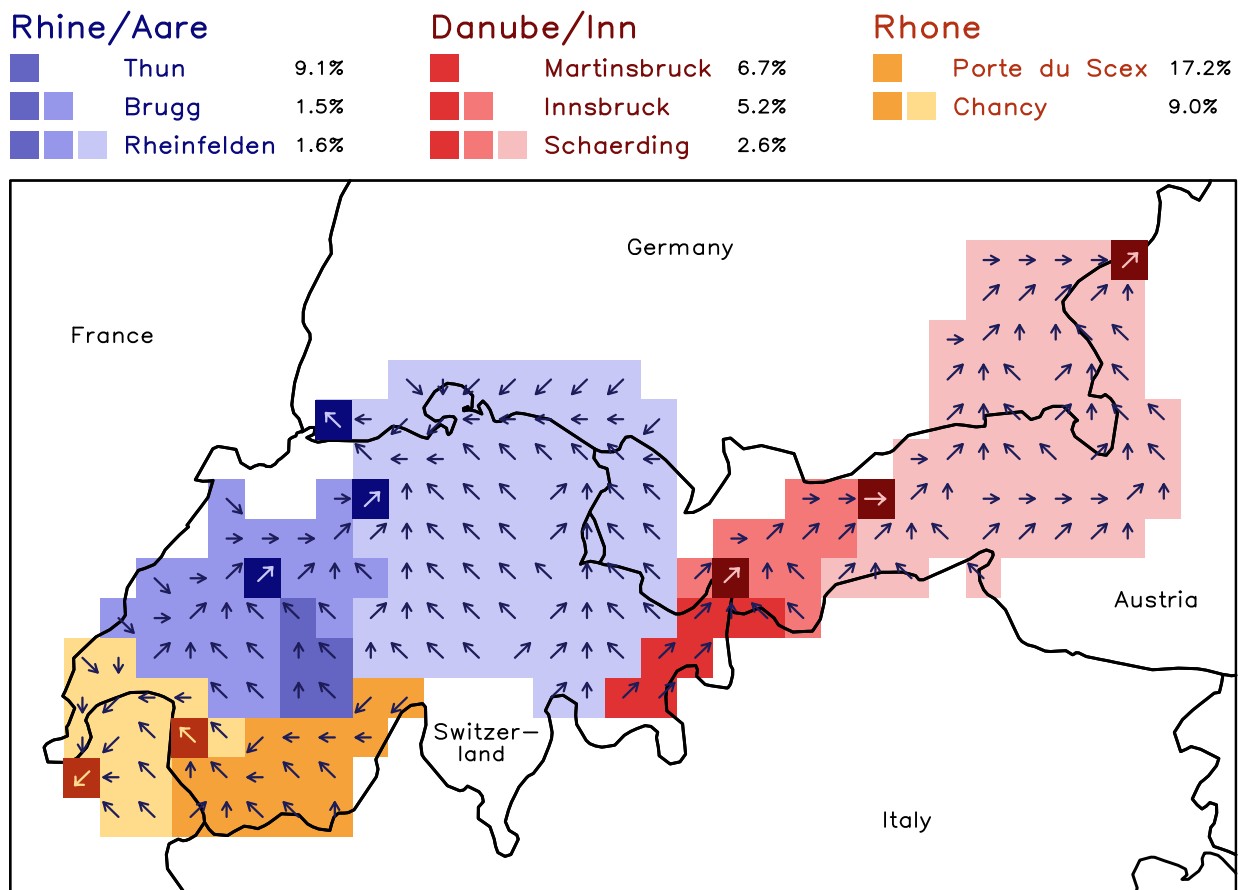 Rhine/Aare
Thun 9.1%
Brugg 1.5%
Rheinfelden 1.6%
Danube/Inn
Martinsbruck 6.7%
Innsbruck 5.2%
Schaerding 2.6%
Rhone
Porte du Scex 17.2%
Chancy 9.0%
Germany
France
Austria
Switzer-
land
Italy